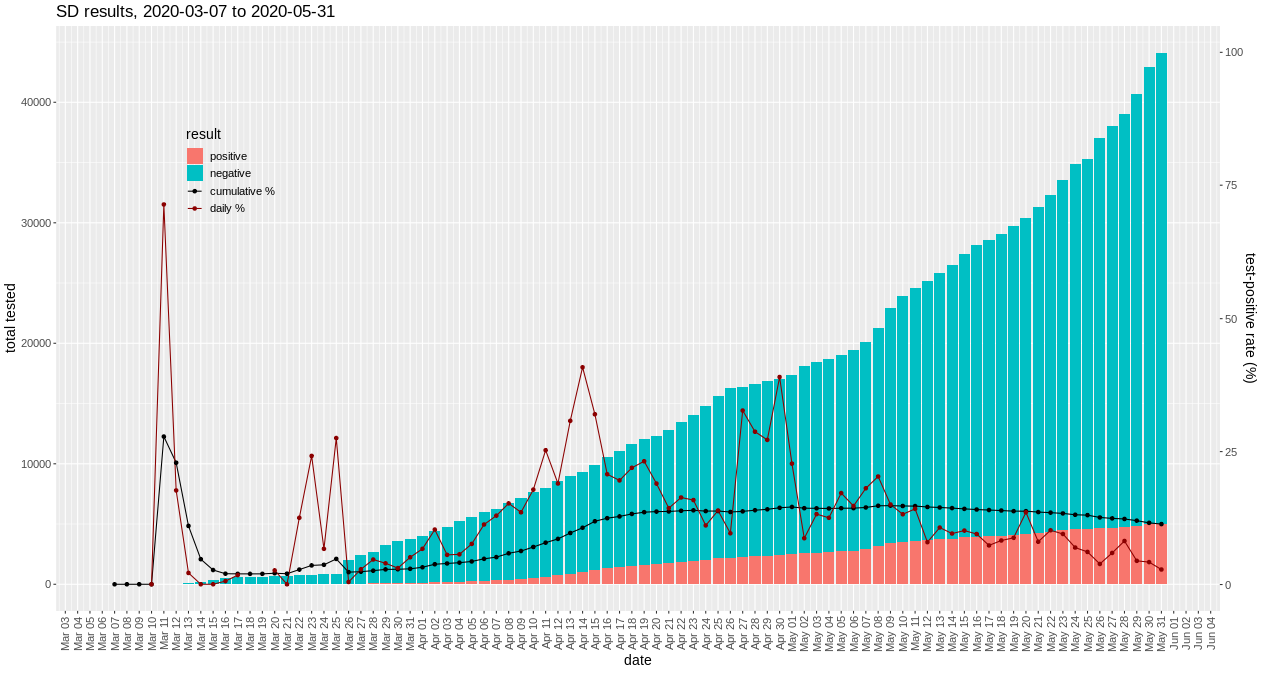 SD results, 2020-03-07 to 2020-05-31
total tested
40000
30000
20000
10000
0
result
positive
negative
cumulative %
daily %
100
75
50
25
0
test-positive rate (%)
Mar 03
Mar 04
Mar 05
Mar 06
Mar 07
Mar 08
Mar 09
Mar 10
Mar 11
Mar 12
Mar 13
Mar 14
Mar 15
Mar 16
Mar 17
Mar 18
Mar 19
Mar 20
Mar 21
Mar 22
Mar 23
Mar 24
Mar 25
Mar 26
Mar 27
Mar 28
Mar 29
Mar 30
Mar 31
Apr 01
Apr 02
Apr 03
Apr 04
Apr 05
Apr 06
Apr 07
Apr 08
Apr 09
Apr 10
Apr 11
Apr 12
Apr 13
Apr 14
Apr 15
Apr 16
Apr 17
Apr 18
Apr 19
Apr 20
Apr 21
Apr 22
Apr 23
Apr 24
Apr 25
Apr 26
Apr 27
Apr 28
Apr 29
Apr 30
May 01
May 02
May 03
May 04
May 05
May 06
May 07
May 08
May 09
May 10
May 11
May 12
May 13
May 14
May 15
May 16
May 17
May 18
May 19
May 20
May 21
May 22
May 23
May 24
May 25
May 26
May 27
May 28
May 29
May 30
May 31
Jun 01
Jun 02
Jun 03
Jun 04
date